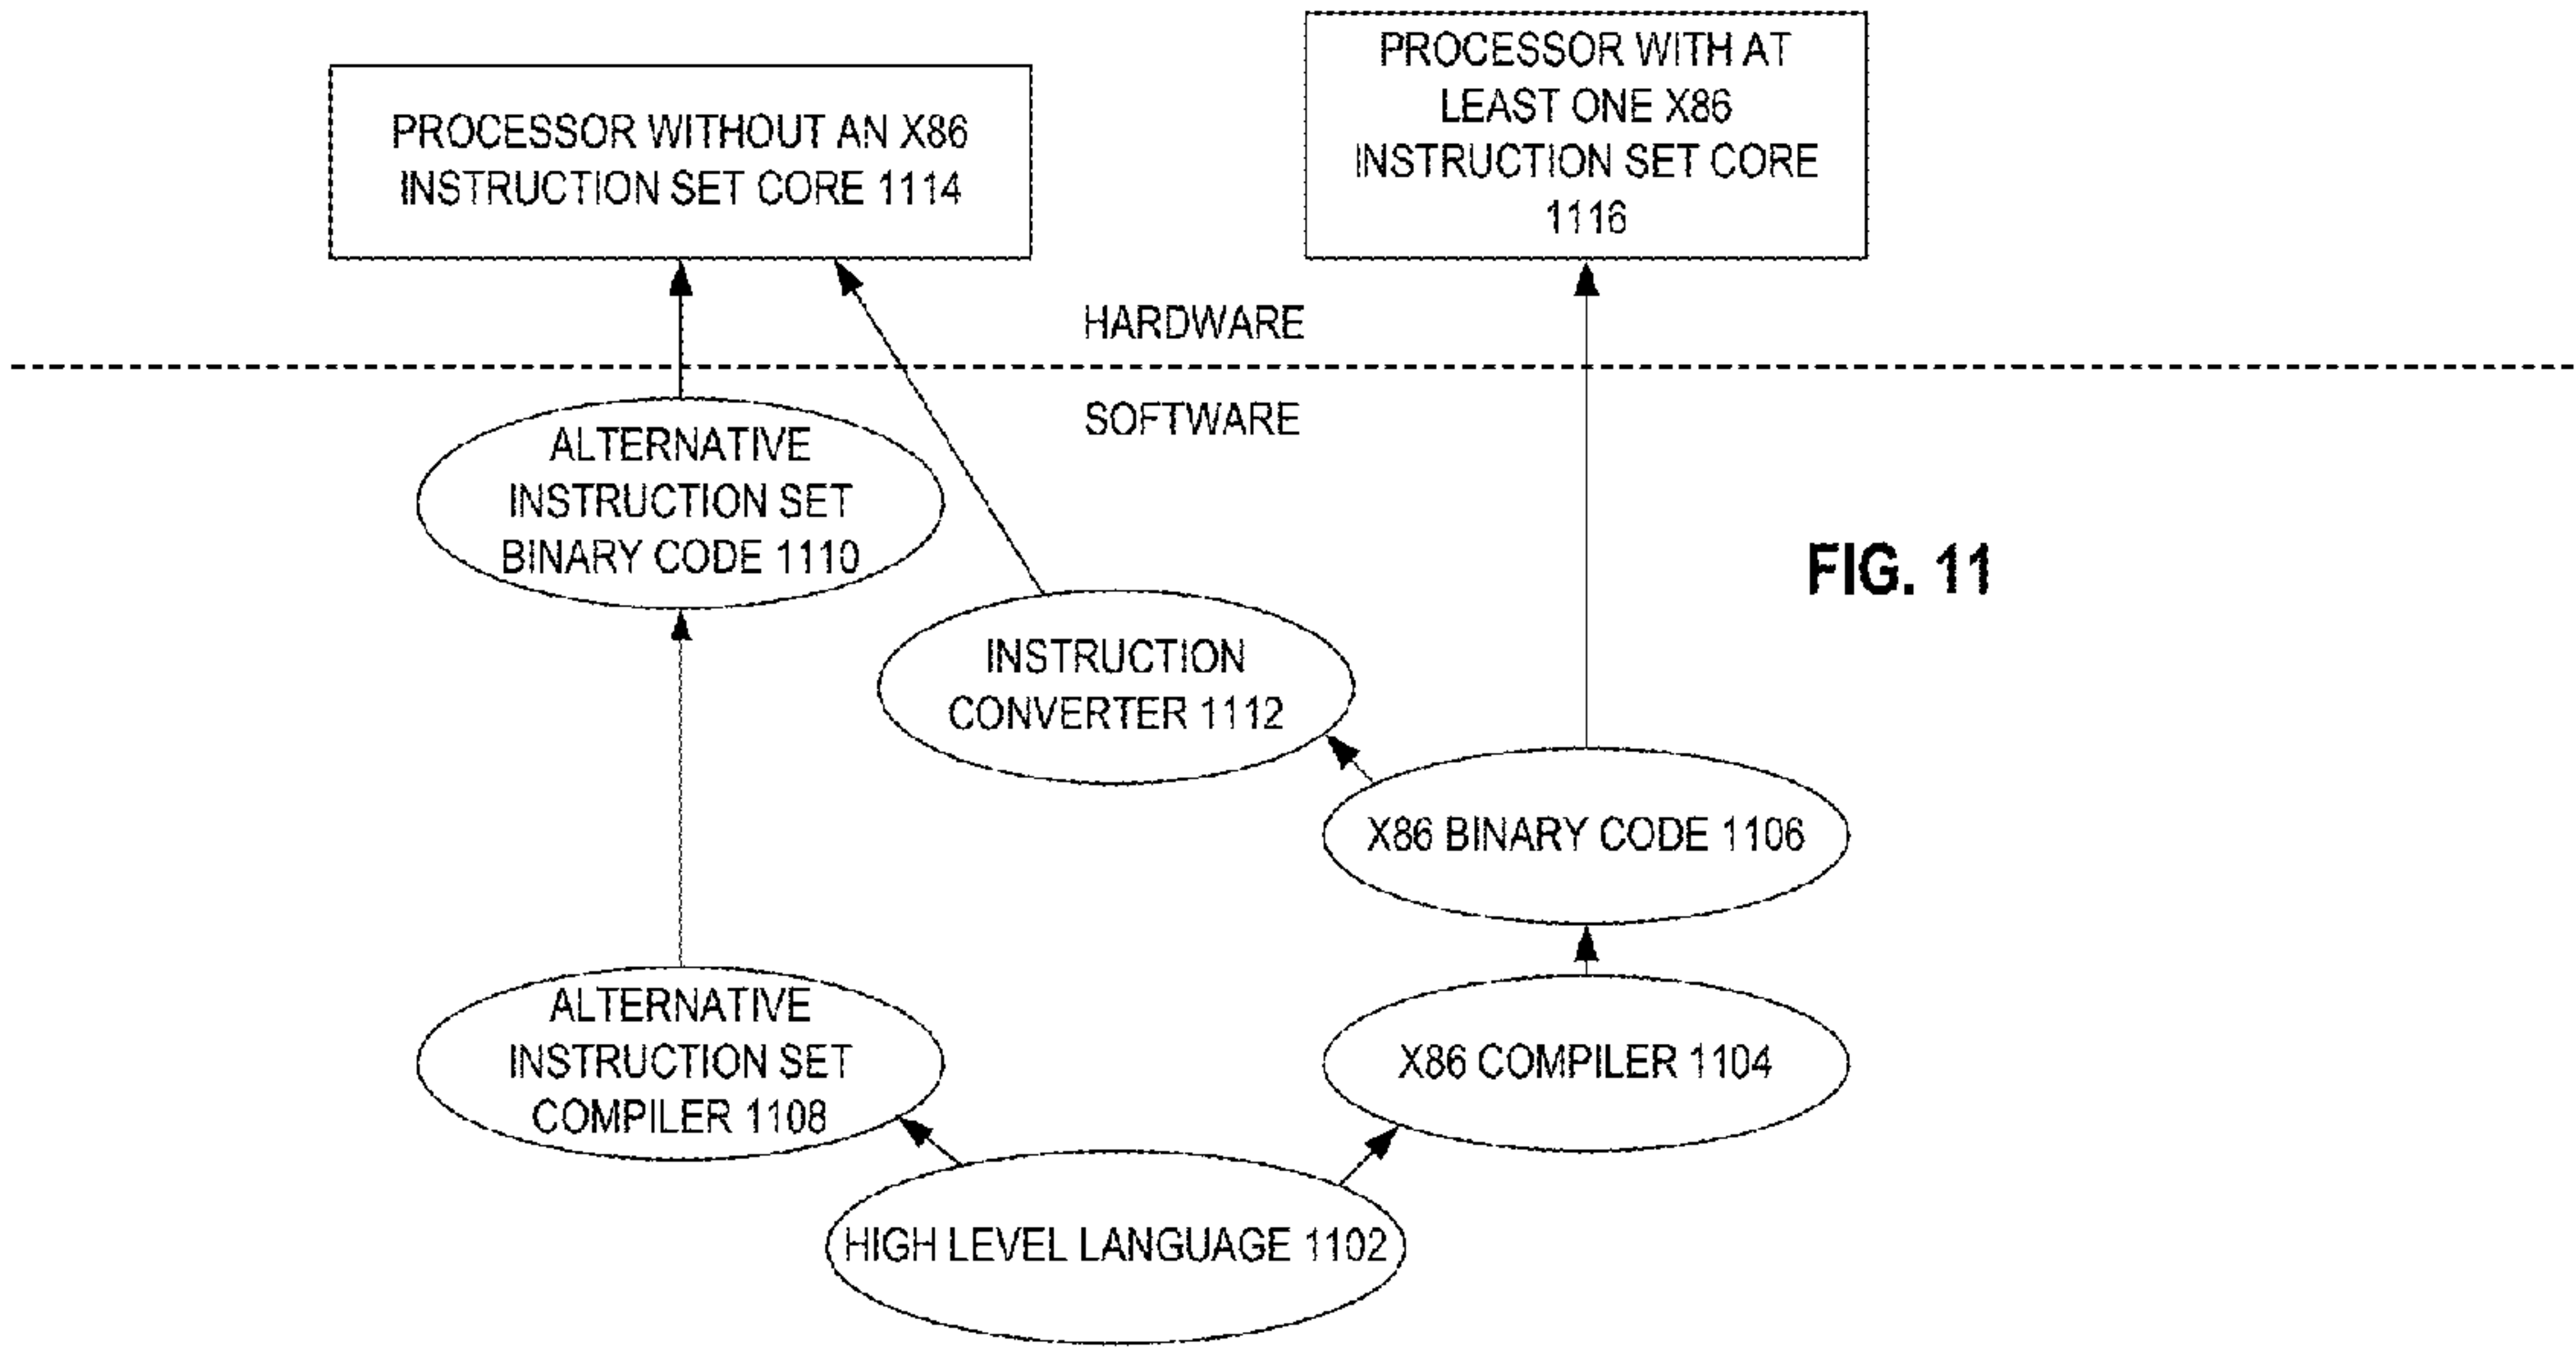 PROCESSOR WITHOUT AN X86
INSTRUCTION SET CORE 1114
PROCESSOR WITH AT
LEAST ONE X86
INSTRUCTION SET CORE
1116
HARDWARE
SOFTWARE
ALTERNATIVE
INSTRUCTION SET
BINARY CODE 1110
FIG. 11
INSTRUCTION
CONVERTER 1112
X86 BINARY CODE 1106
ALTERNATIVE
INSTRUCTION SET
COMPILER 1108
X86 COMPILER 1104
HIGH LEVEL LANGUAGE 1102